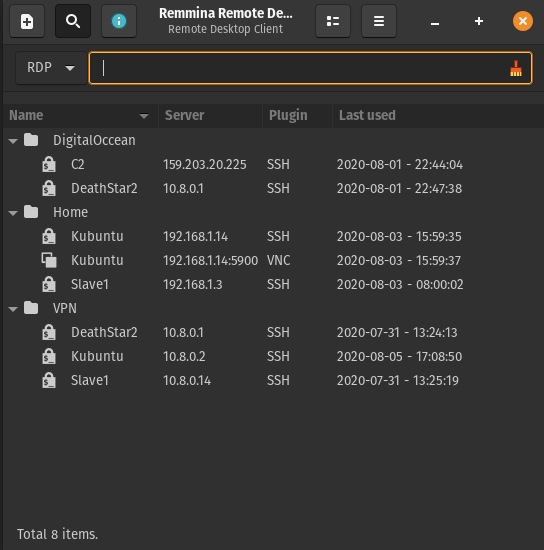 Remmina Remote De...
Remote Desktop Client
RDP
Name Server Plugin Last used
DigitalOccean
C2 159.203.20.225 SSH 2020-08-01 - 22:44:04
DeathStar2 10.8.0.1 SSH 2020-08-01 - 22:47:38
Home
Kubuntu 192.168.1.14 SSH 2020-08-03 - 15:59:35
Kubuntu 192.168.1.14:5900 VNC 2020-08-03 - 15:59:37
Slave1 192.168.1.3 SSH 2020-08-03 - 08:00:02
VPN
DeathStar2 10.8.0.1 SSH 2020-07-31 - 13:24:13
Kubuntu 10.8.0.2 SSH 2020-08-05 - 17:08:50
Slave1 10.8.0.14 SSH 2020-07-31 - 13:25:19
Total 8 items.